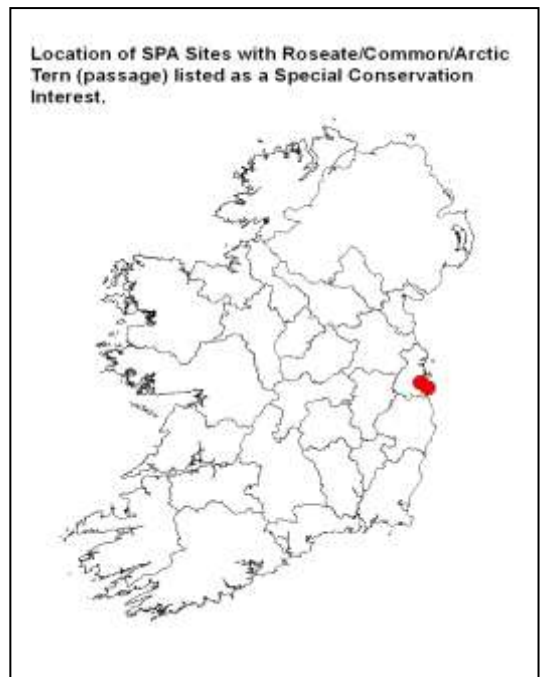 Location of SPA Sites with Roseate/Common/Arctic
Tern (passage) listed as a Special Conservation
Interest.